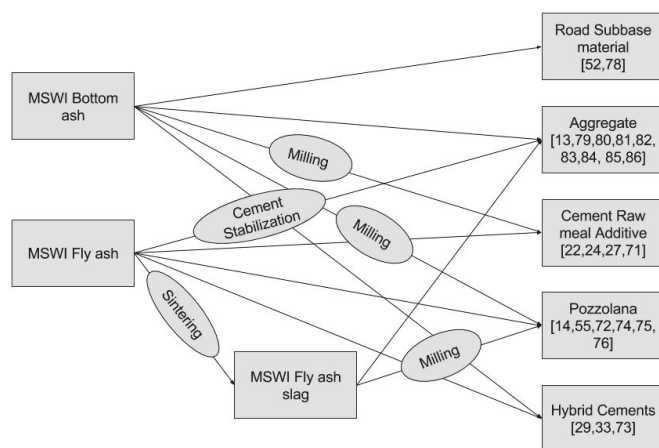 Road Subbase
material
[52,78]
MSWI Bottom
ash
Aggregate
[13,79,80,81,82,
83,84, 85,86]
Milling
Cement
Stabilization
Cement Raw
meal Additive
[22,24,27,71]
Milling
MSWI Fly ash
Sintering
Pozzolana
[14,55,72,74,75,
76]
Milling
MSWI Fly ash
slag
Hybrid Cements
[29,33,73]